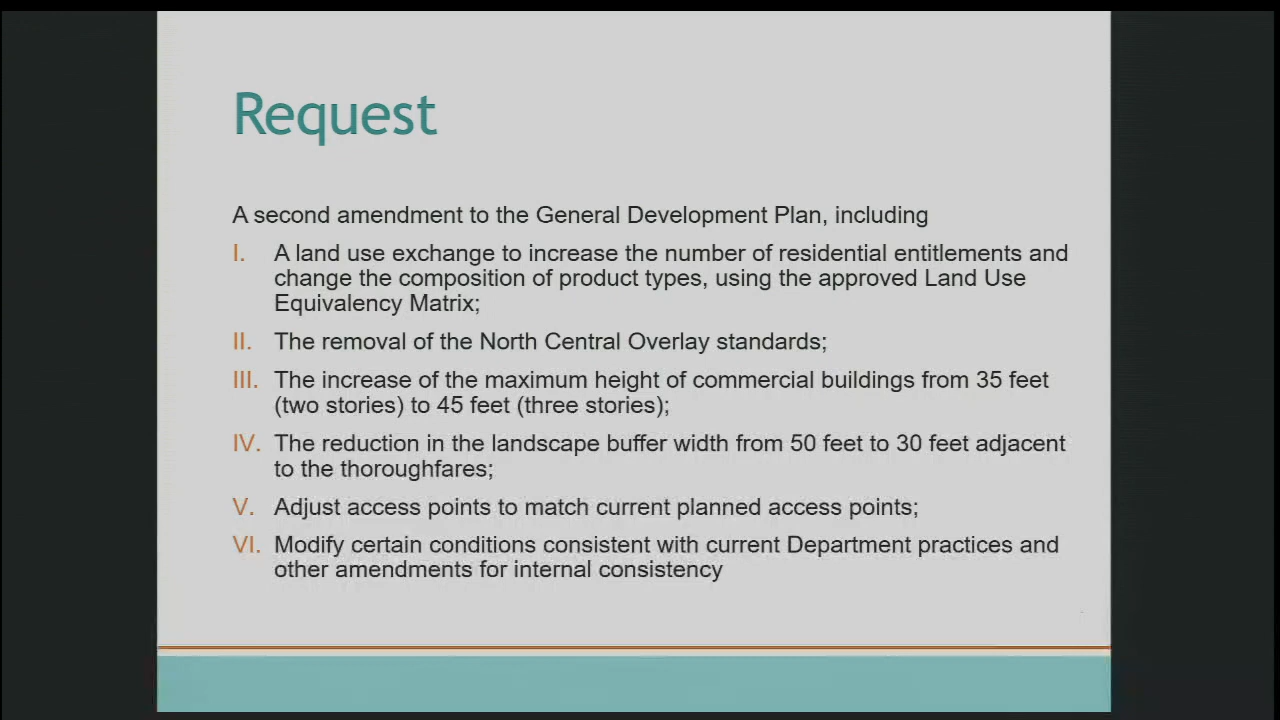 Request
A second amendment to the General Development Plan, including
I. A land use exchange to increase the number of residential entitlements and
change the composition of product types, using the approved Land Use
Equivalency Matrix;
II. The removal of the North Central Overlay standards;
III. The increase of the maximum height of commercial buildings from 35 feet
(two stories) to 45 feet (three stories);
IV. The reduction in the landscape buffer width from 50 feet to 30 feet adjacent
to the thoroughfares;
V. Adjust access points to match current planned access points;
VI. Modify certain conditions consistent with current Department practices and
other amendments for internal consistency